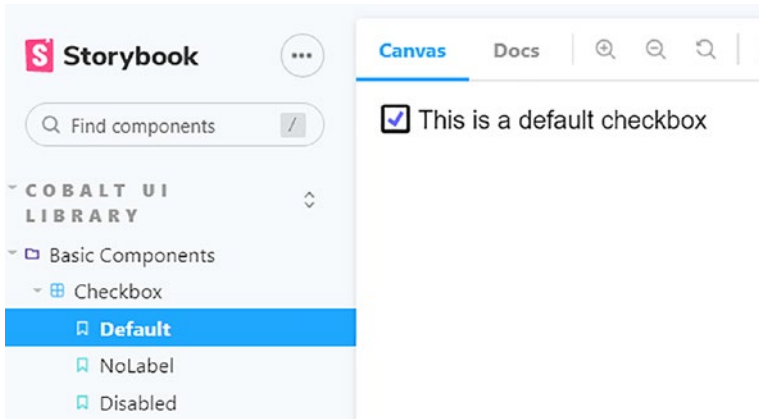 S Storybook
Find components /
COBALT UI
LIBRARY
Basic Components
Checkbox
Default
NoLabel
Disabled
Canvas Docs
This is a default checkbox